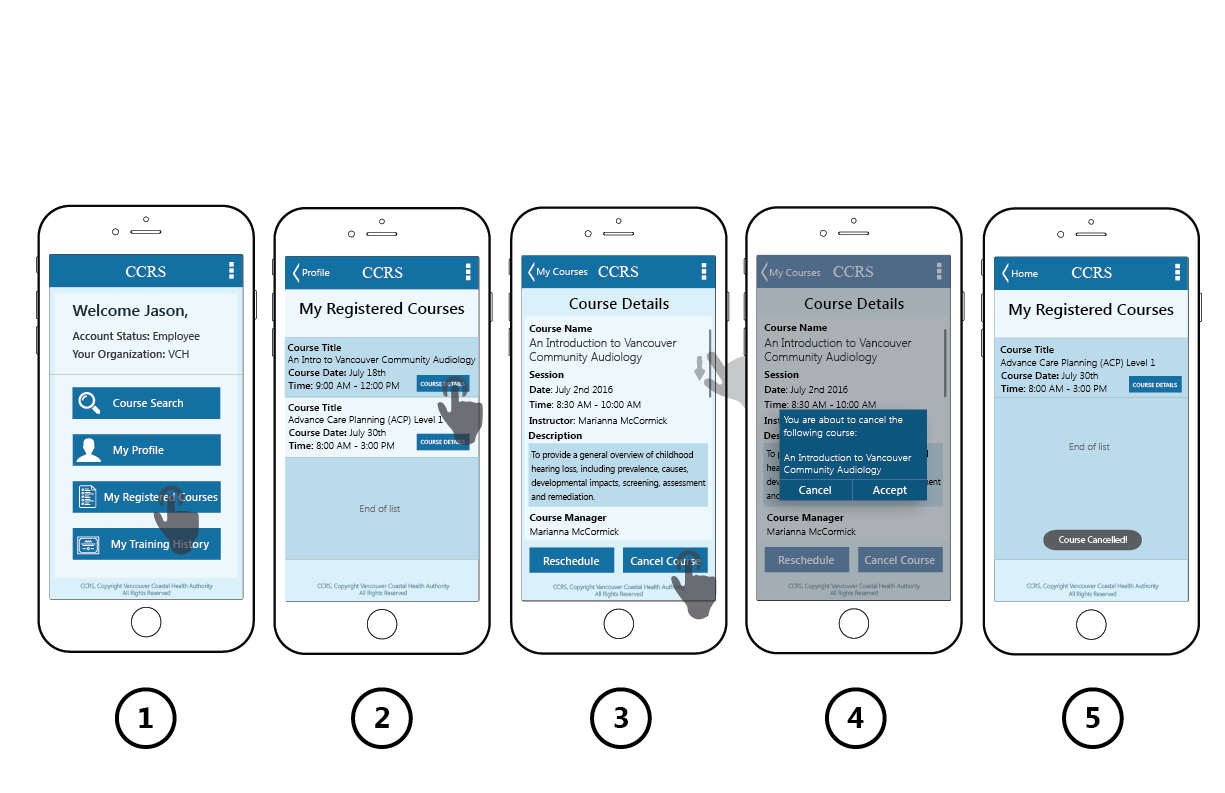 CCRS
Welcome Jason,
Account Status: Employee
Your Organization: VCH
Course Search
My Profile
My Registered Courses
My Training History
CCRS, Copyright Vancouver Coastal Health Authority
All Rights Reserved
1
Profile CCRS
My Registered Courses
Course Title
An Intro to Vancouver Community Audiology
Course Date: July 18th
Time: 9:00 AM - 12:00 PM COURSE DETAILS
Course Title
Advance Care Planning (ACP) Level 1
Course Date: July 30th
Time: 8:00 AM - 3:00 PM COURSE DETAILS
End of list
CCRS, Copyright Vancouver Coastal Health Authority
All Rights Reserved
2
My Courses CCRS
Course Details
Course Name
An Introduction to Vancouver
Community Audiology
Session
Date: July 2nd 2016
Time: 8:30 AM - 10:00 AM
Instructor: Marianna McCormick
Description
To provide a general overview of childhood
hearing loss, including prevalence, causes,
developmental impacts, screening, assessment
and remediation.
Course Manager
Marianna McCormick
Reschedule Cancel Course
CCRS, Copyright Vancouver Coastal Health Authority
All Rights Reserved
3
My Courses CCRS
Course Details
Course Name
An Introduction to Vancouver
Community Audiology
Session
Date: July 2nd 2016
Time: 8:30 AM - 10:00 AM
You are about to cancel the
following course:
An Introduction to Vancouver
Community Audiology
Cancel Accept
Course Manager
Marianna McCormick
Reschedule Cancel Course
CCRS, Copyright Vancouver Coastal Health Authority
All Rights Reserved
4
Home CCRS
My Registered Courses
Course Title
Advance Care Planning (ACP) Level 1
Course Date: July 30th
Time: 8:00 AM - 3:00 PM COURSE DETAILS
End of list
Course Cancelled!
CCRS, Copyright Vancouver Coastal Health Authority
All Rights Reserved
5